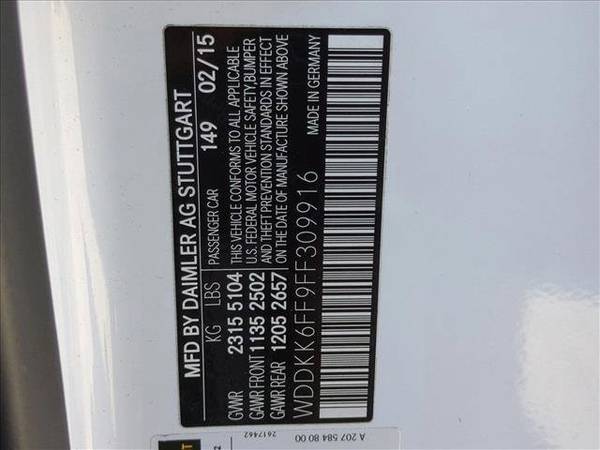 MFD BY DAIMLER AG STUTTGART
KG LBS PASSENGER CAR 149 02/15
GVWR 2315 5104
GAWR FRONT 1135 2502
GAWR REAR 1205 2657
THIS VEHICLE CONFORMS TO ALL APPLICABLE
U.S. FEDERAL MOTOR VEHICLE SAFETY,BUMPER
AND THEFT PREVENTION STANDARDS IN EFFECT
ON THE DATE OF MANUFACTURE SHOWN ABOVE
WDDKK6FF9FF309916 MADE IN GERMANY
A 207 584 80 00
2617462